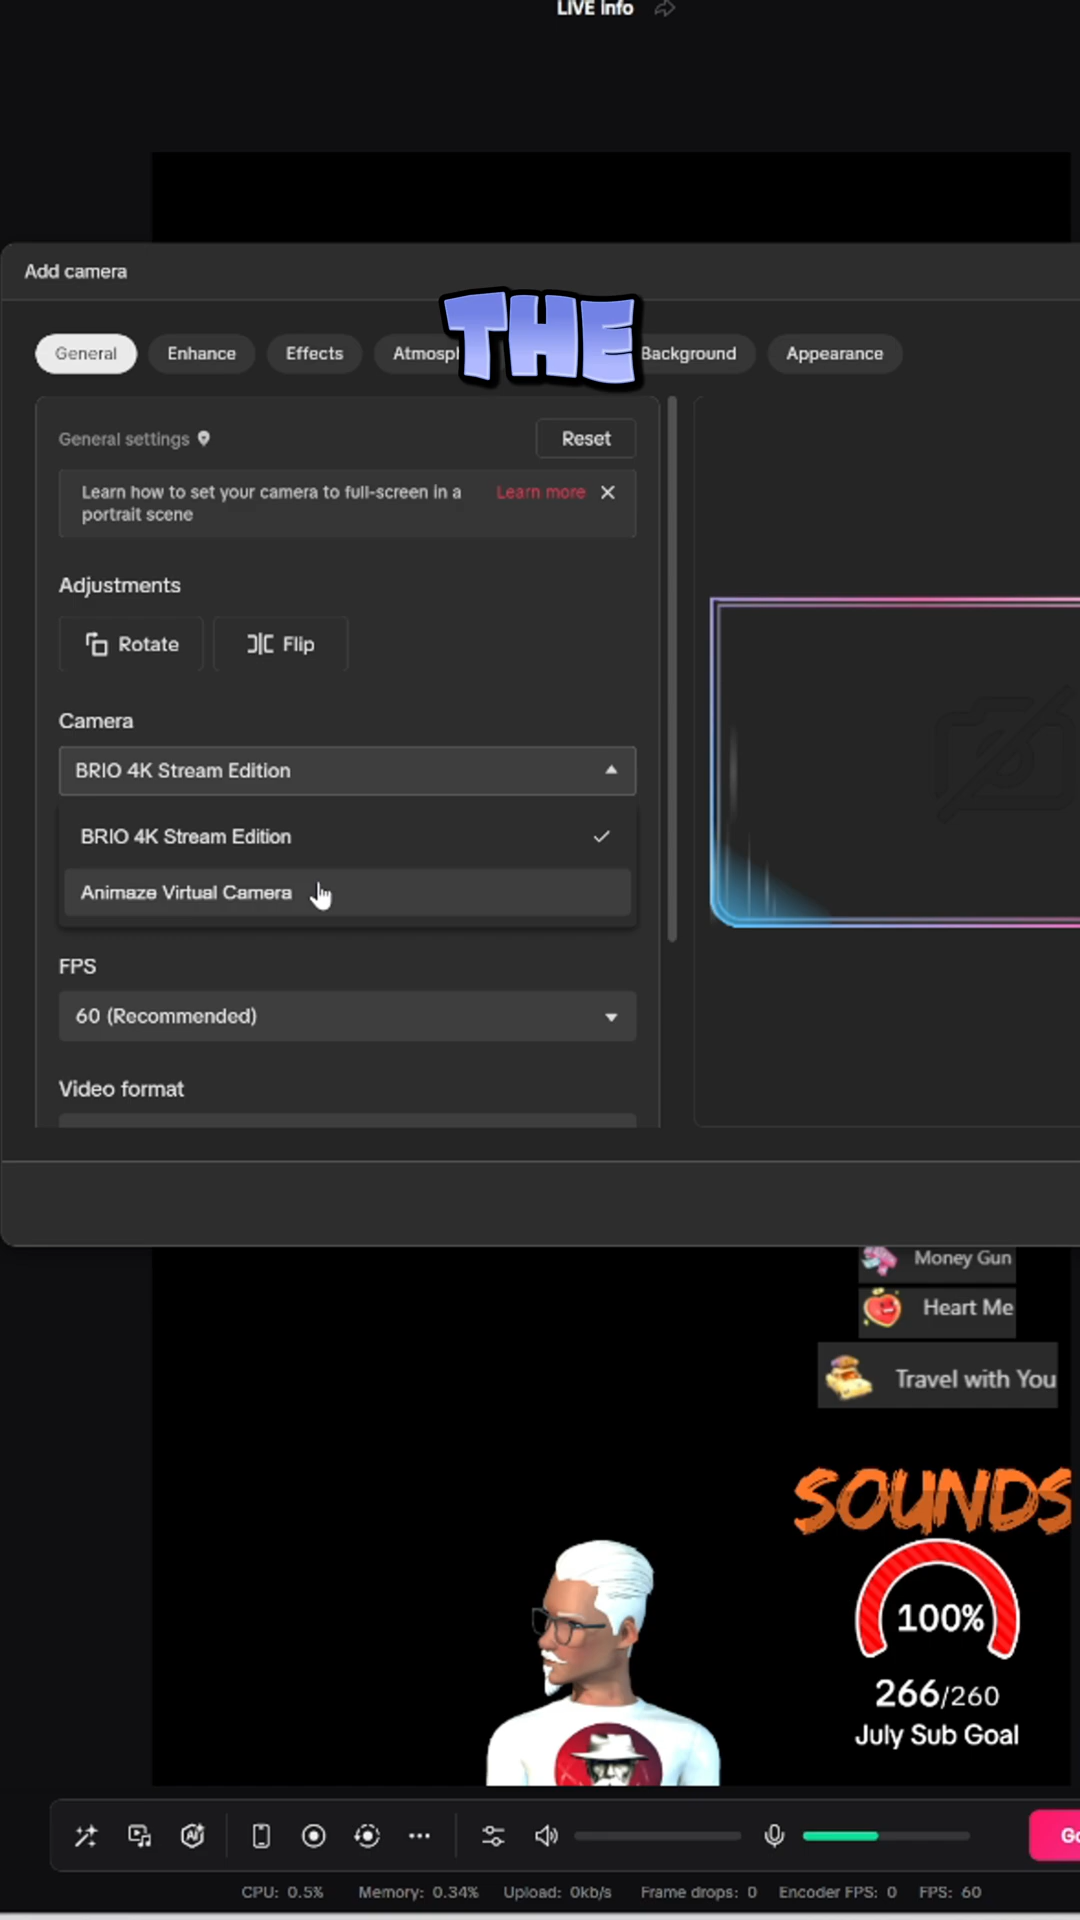 LIVE Info
Add camera
THE
General
Enhance
Effects
Atmosp
Background
Appearance
General settings
Reset
Learn how to set your camera to full-screen in a
portrait scene
Learn more
Adjustments
Rotate
Flip
Camera
BRIO 4K Stream Edition
BRIO 4K Stream Edition
Animaze Virtual Camera
FPS
60 (Recommended)
Video format
Money Gun
Heart Me
Travel with You
SOUNDS
100%
266/260
July Sub Goal
AI
Go
CPU: 0.5%
Memory: 0.34%
Upload: 0kb/s
Frame drops: 0
Encoder FPS: 0
FPS: 60